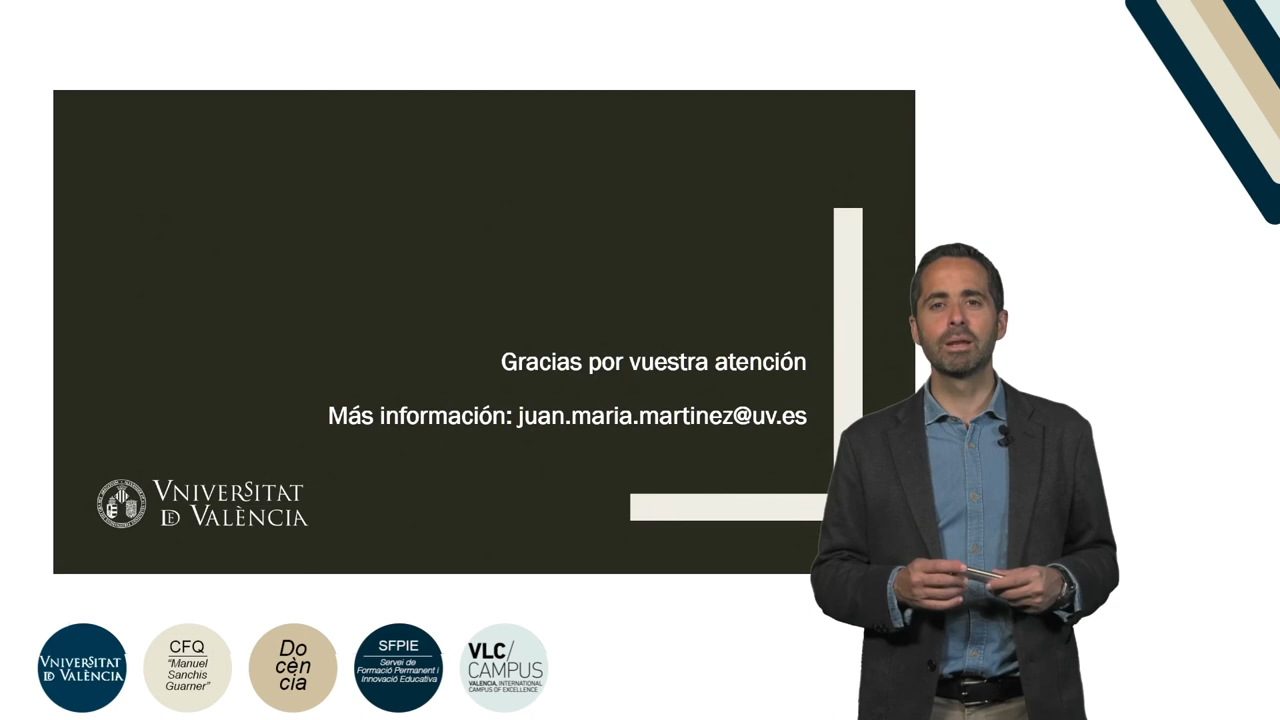 Gracias por vuestra atención
Más información: juan.maria.martinez@uv.es
VNIVERSITAT
DE VALÈNCIA
VNIVERSITAT
DE VALÈNCIA
CFQ
"Manuel
Sanchis
Guarner"
Do
cèn
cia
SFPIE
Servei de
Formació Permanent i
Innovació Educativa
VLC/
CAMPUS
VALENCIA, INTERNATIONAL
CAMPUS OF EXCELLENCE